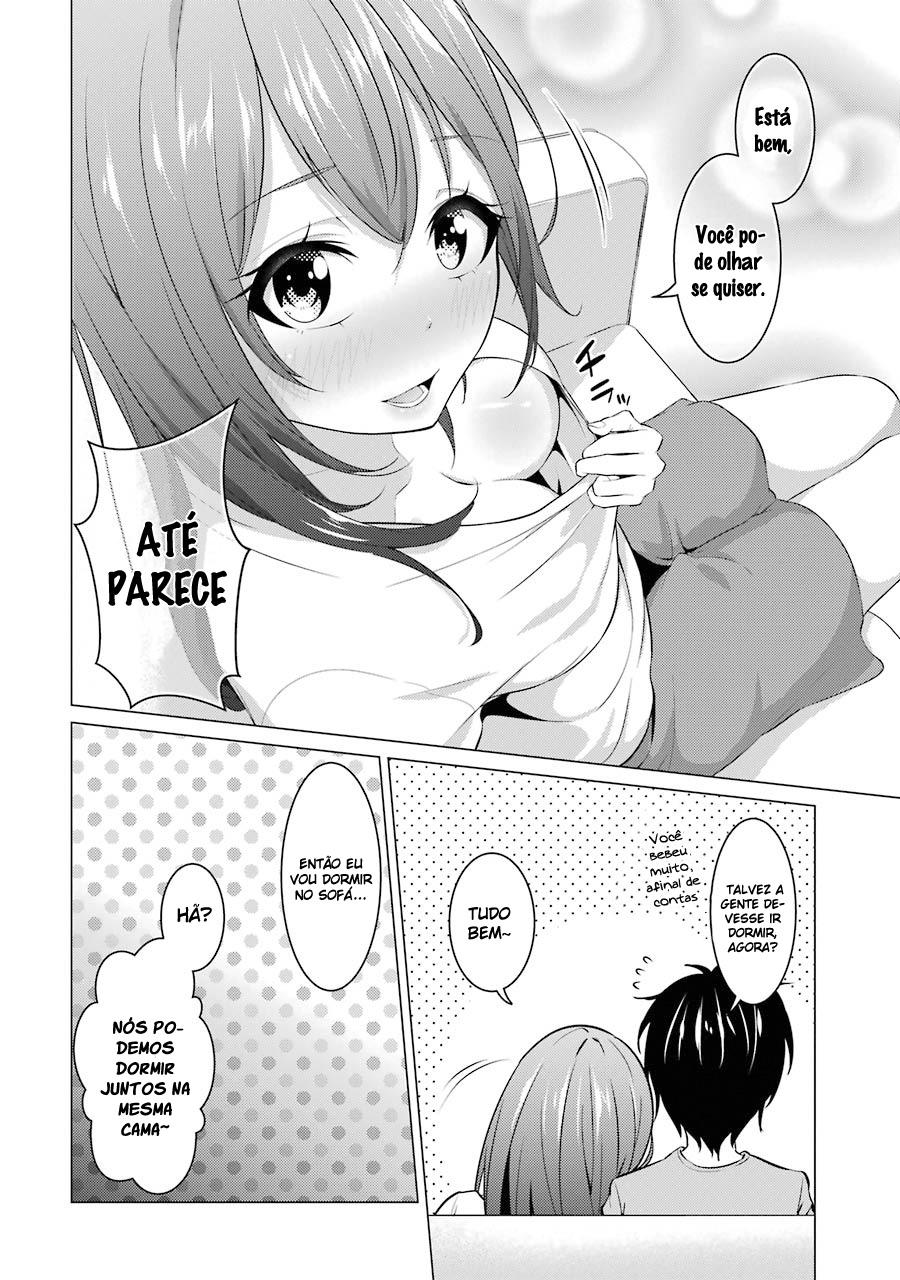 Está
bem,
Você po-
de olhar
se quiser.
チラッ
ATÉ
PARECE
TALVEZ A
GENTE DE-
VESSE IR
DORMIR,
AGORA?
Você
bebeu
muito,
afinal de
contas
TUDO
BEM~
ENTÃO EU
VOU DORMIR
NO SOFÁ...
HÃ?
NÓS PO-
DEMOS
DORMIR
JUNTOS NA
MESMA
CAMA~